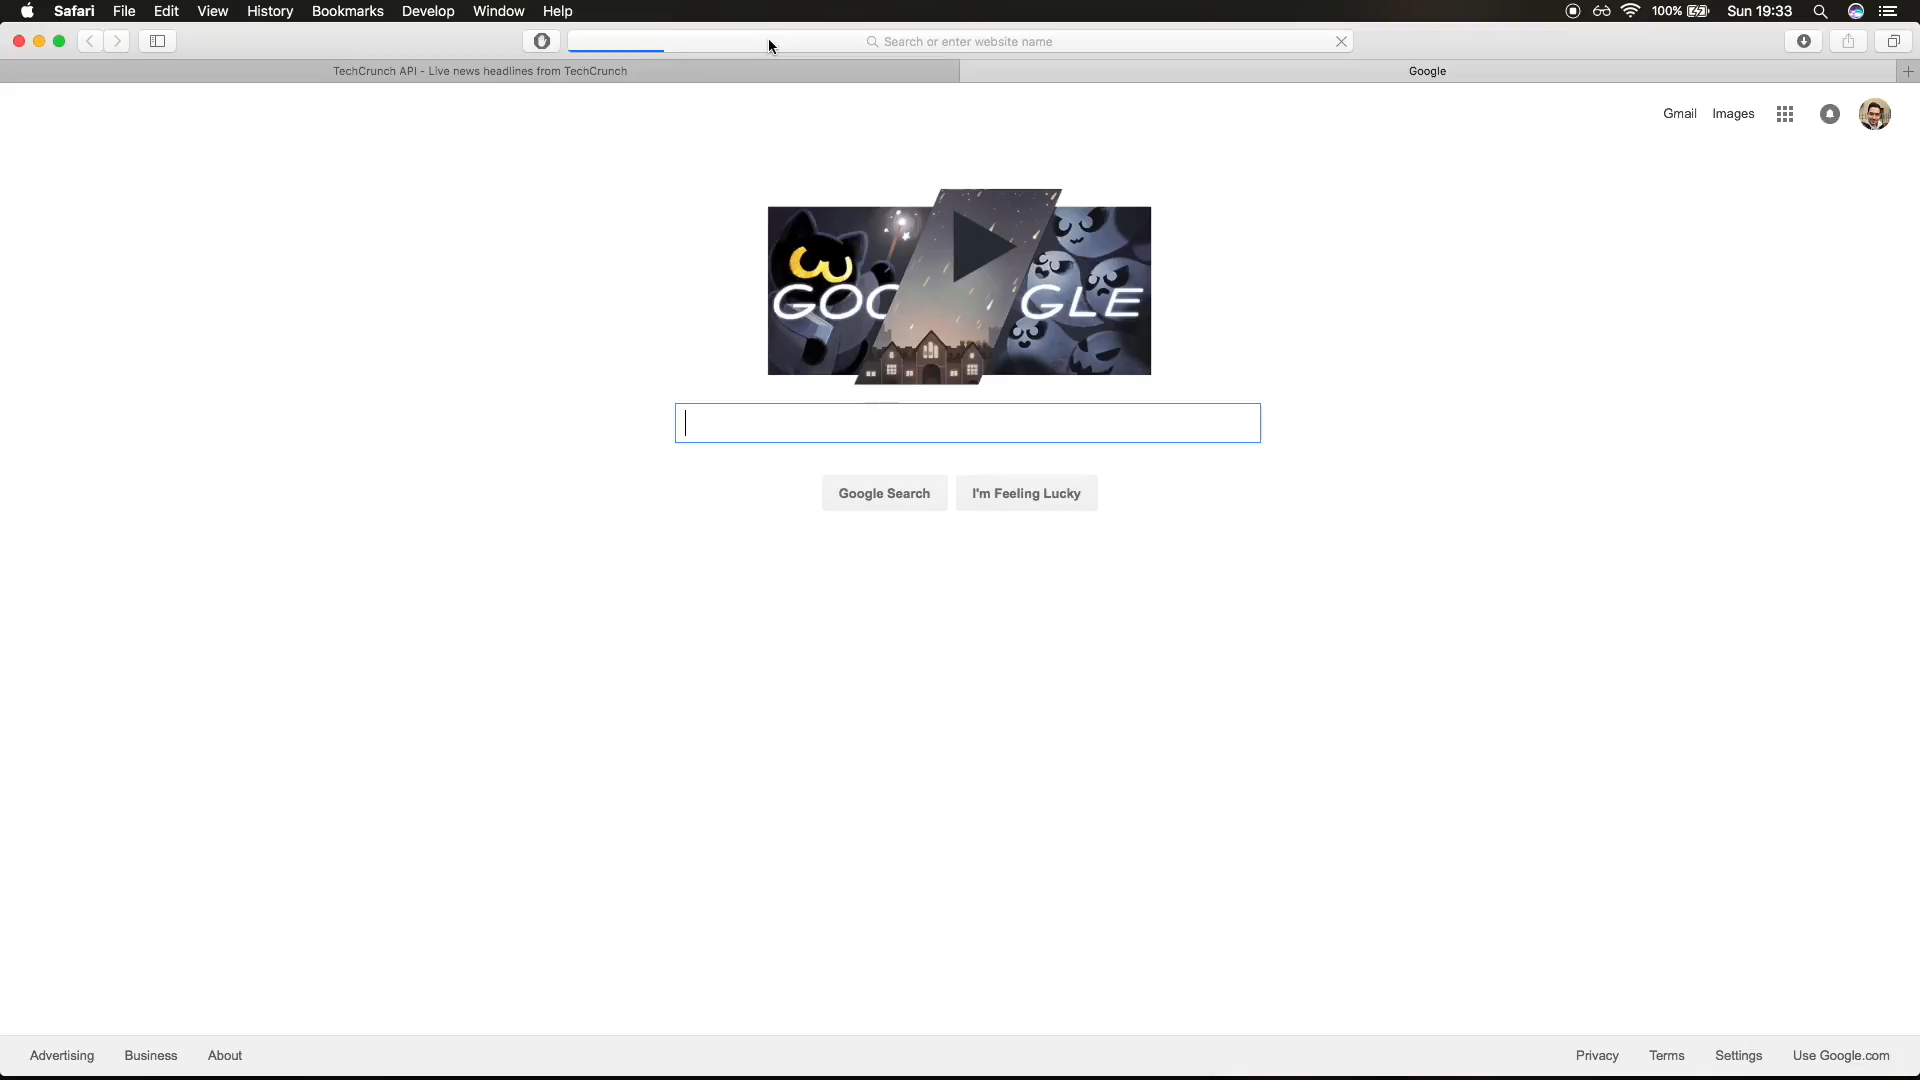 Safari File Edit View History Bookmarks Develop Window Help 100% Sun 19:33
Search or enter website name
TechCrunch API - Live news headlines from TechCrunch Google
Gmail Images
GOO GLE
Google Search I'm Feeling Lucky
Advertising Business About Privacy Terms Settings Use Google.com